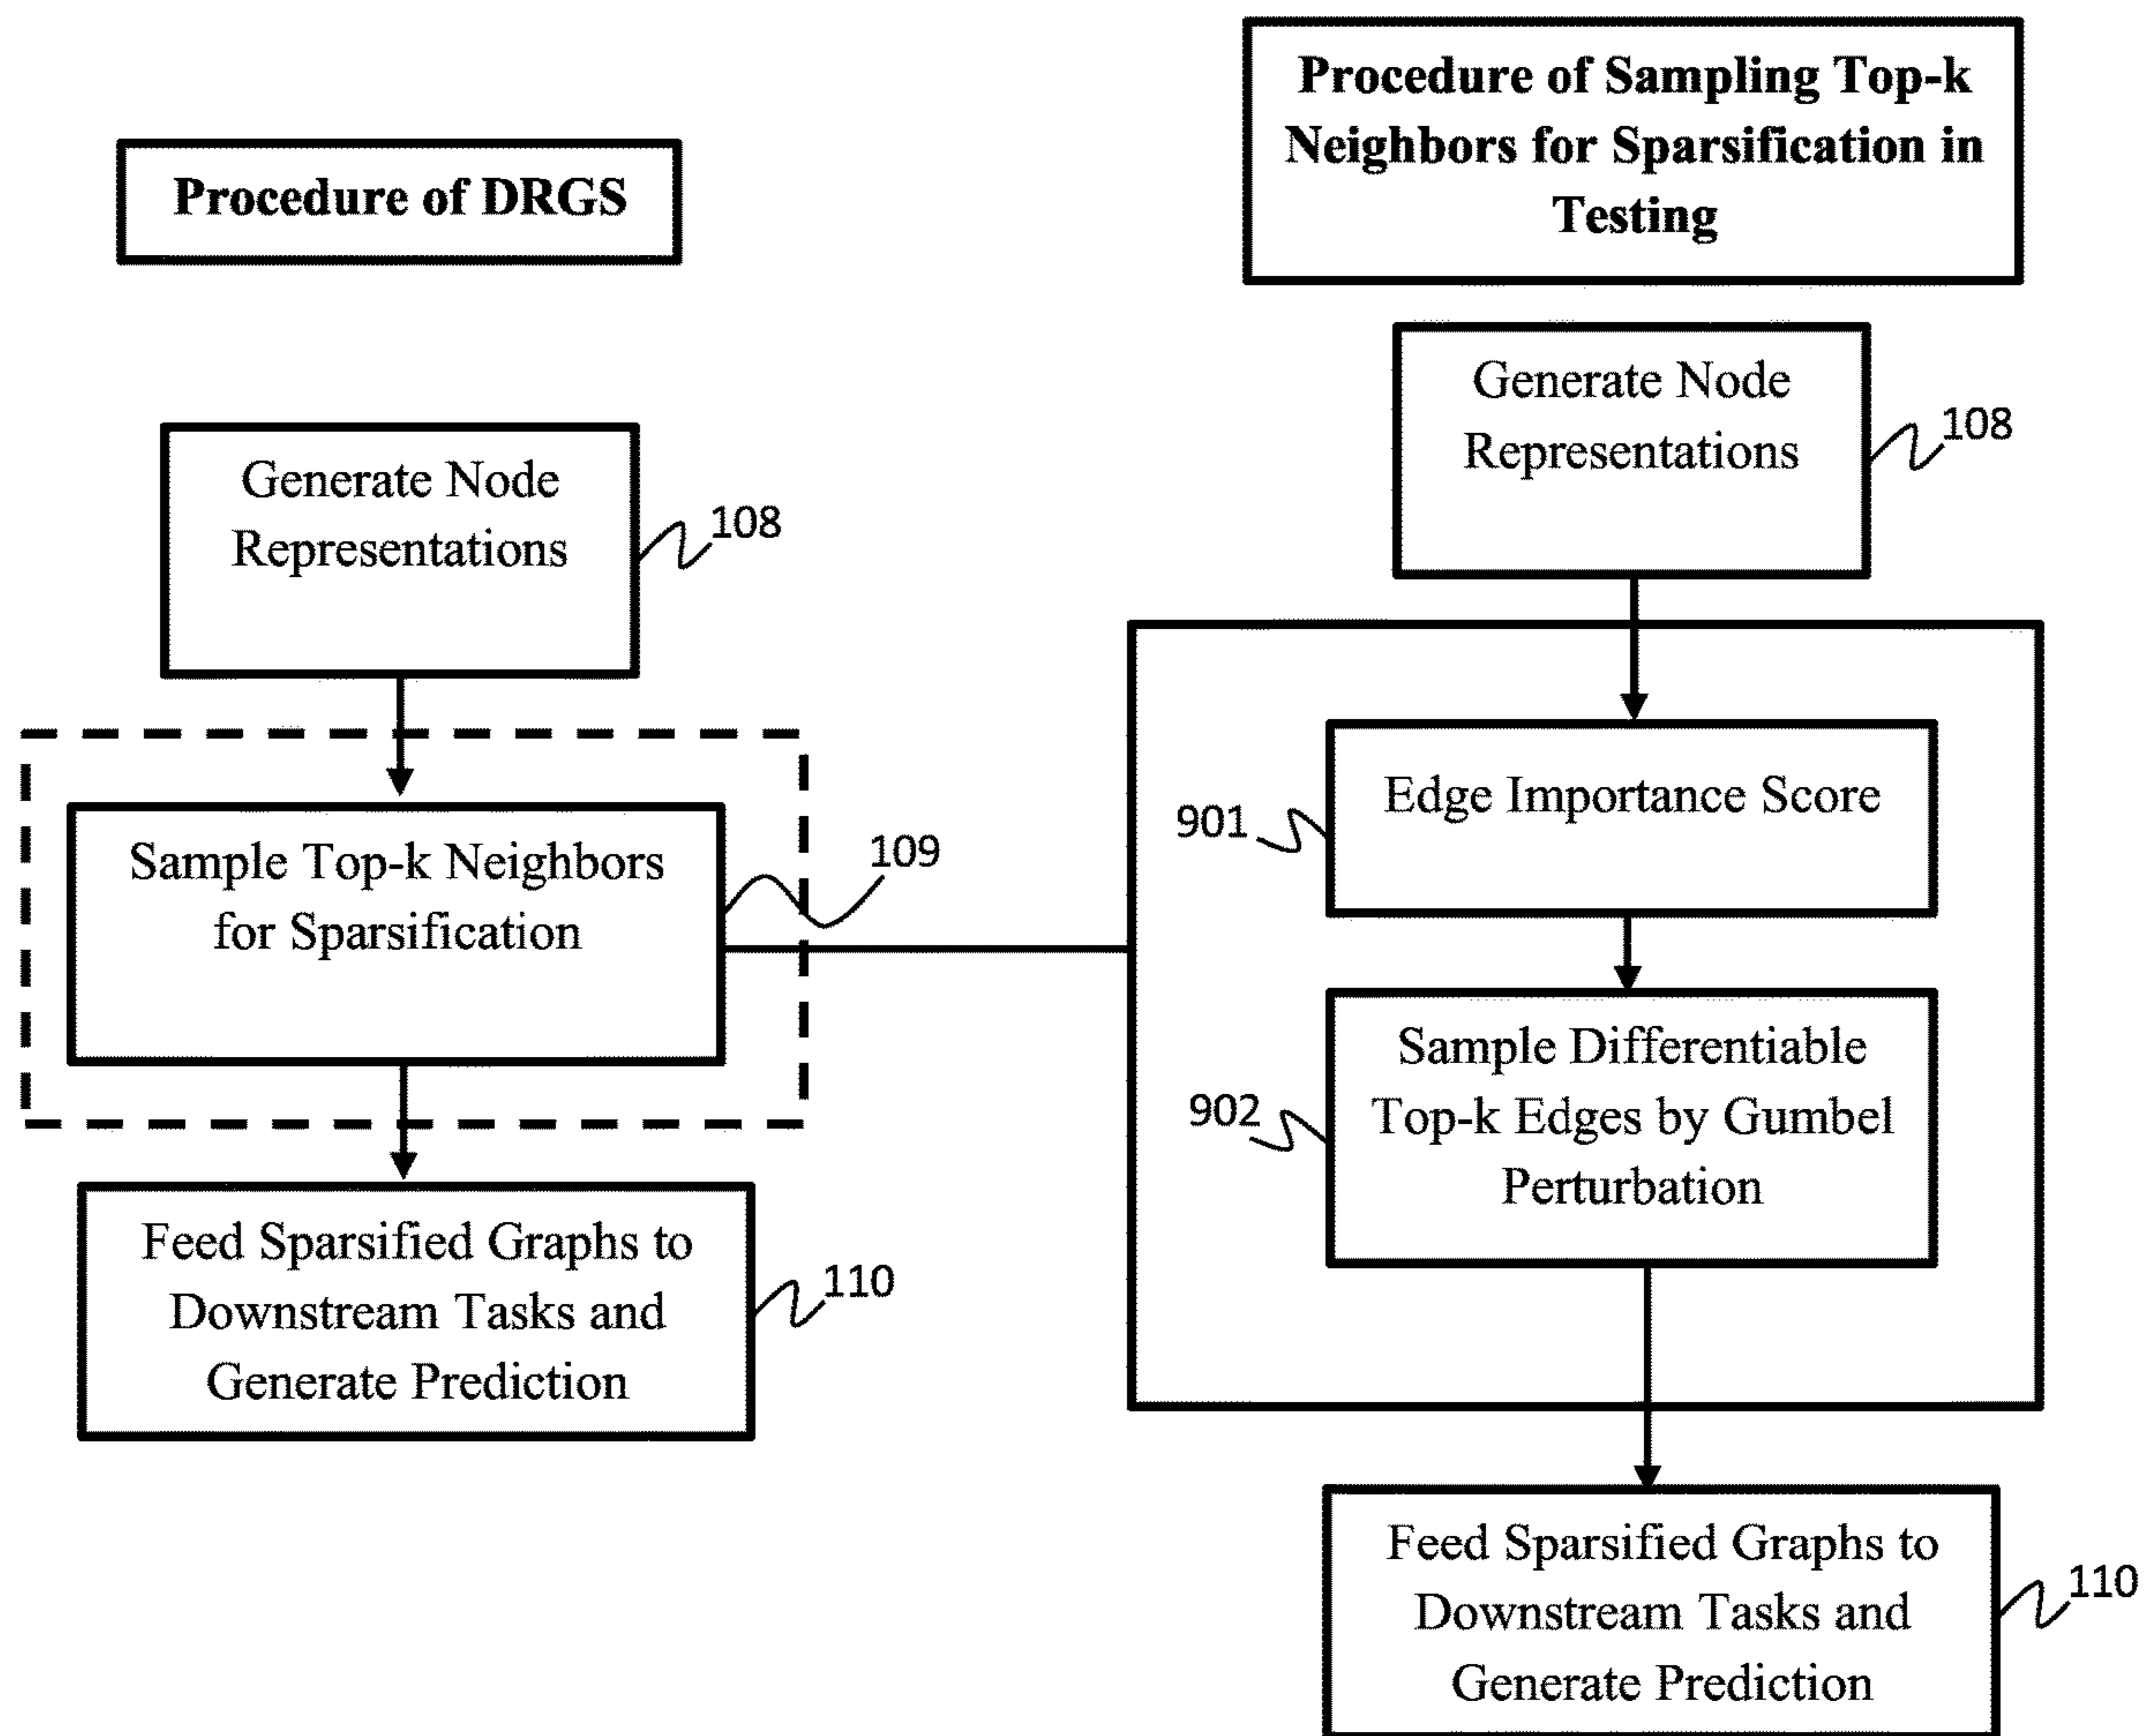 Procedure of DRGS
Generate Node
Representations
108
Sample Top-k Neighbors
for Sparsification
109
Feed Sparsified Graphs to
Downstream Tasks and
Generate Prediction
110
Procedure of Sampling Top-k
Neighbors for Sparsification in
Testing
Generate Node
Representations
108
Edge Importance Score
901
Sample Differentiable
Top-k Edges by Gumbel
Perturbation
902
Feed Sparsified Graphs to
Downstream Tasks and
Generate Prediction
110